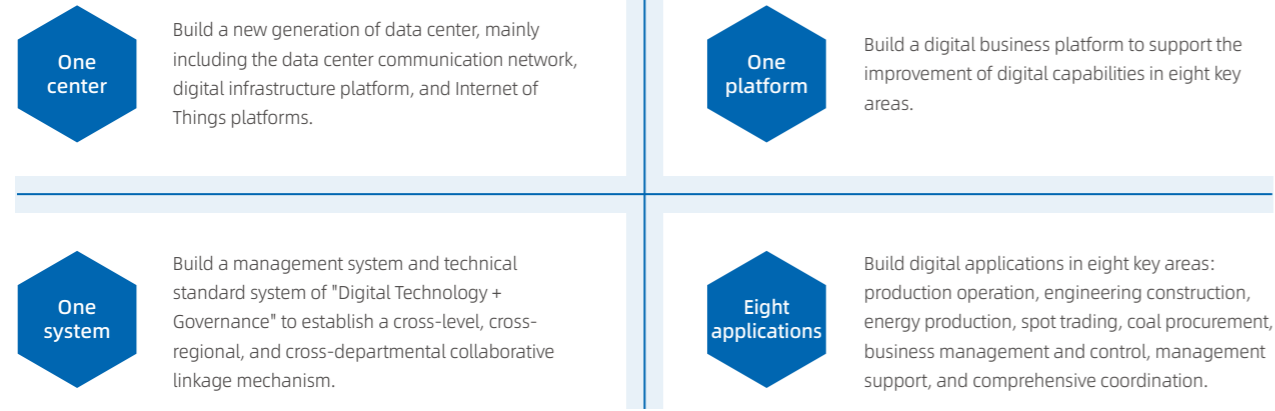 One
center
Build a new generation of data center, mainly
including the data center communication network,
digital infrastructure platform, and Internet of
Things platforms.
One
platform
Build a digital business platform to support the
improvement of digital capabilities in eight key
areas.
One
system
Build a management system and technical
standard system of "Digital Technology +
Governance" to establish a cross-level, cross-
regional, and cross-departmental collaborative
linkage mechanism.
Eight
applications
Build digital applications in eight key areas:
production operation, engineering construction,
energy production, spot trading, coal procurement,
business management and control, management
support, and comprehensive coordination.